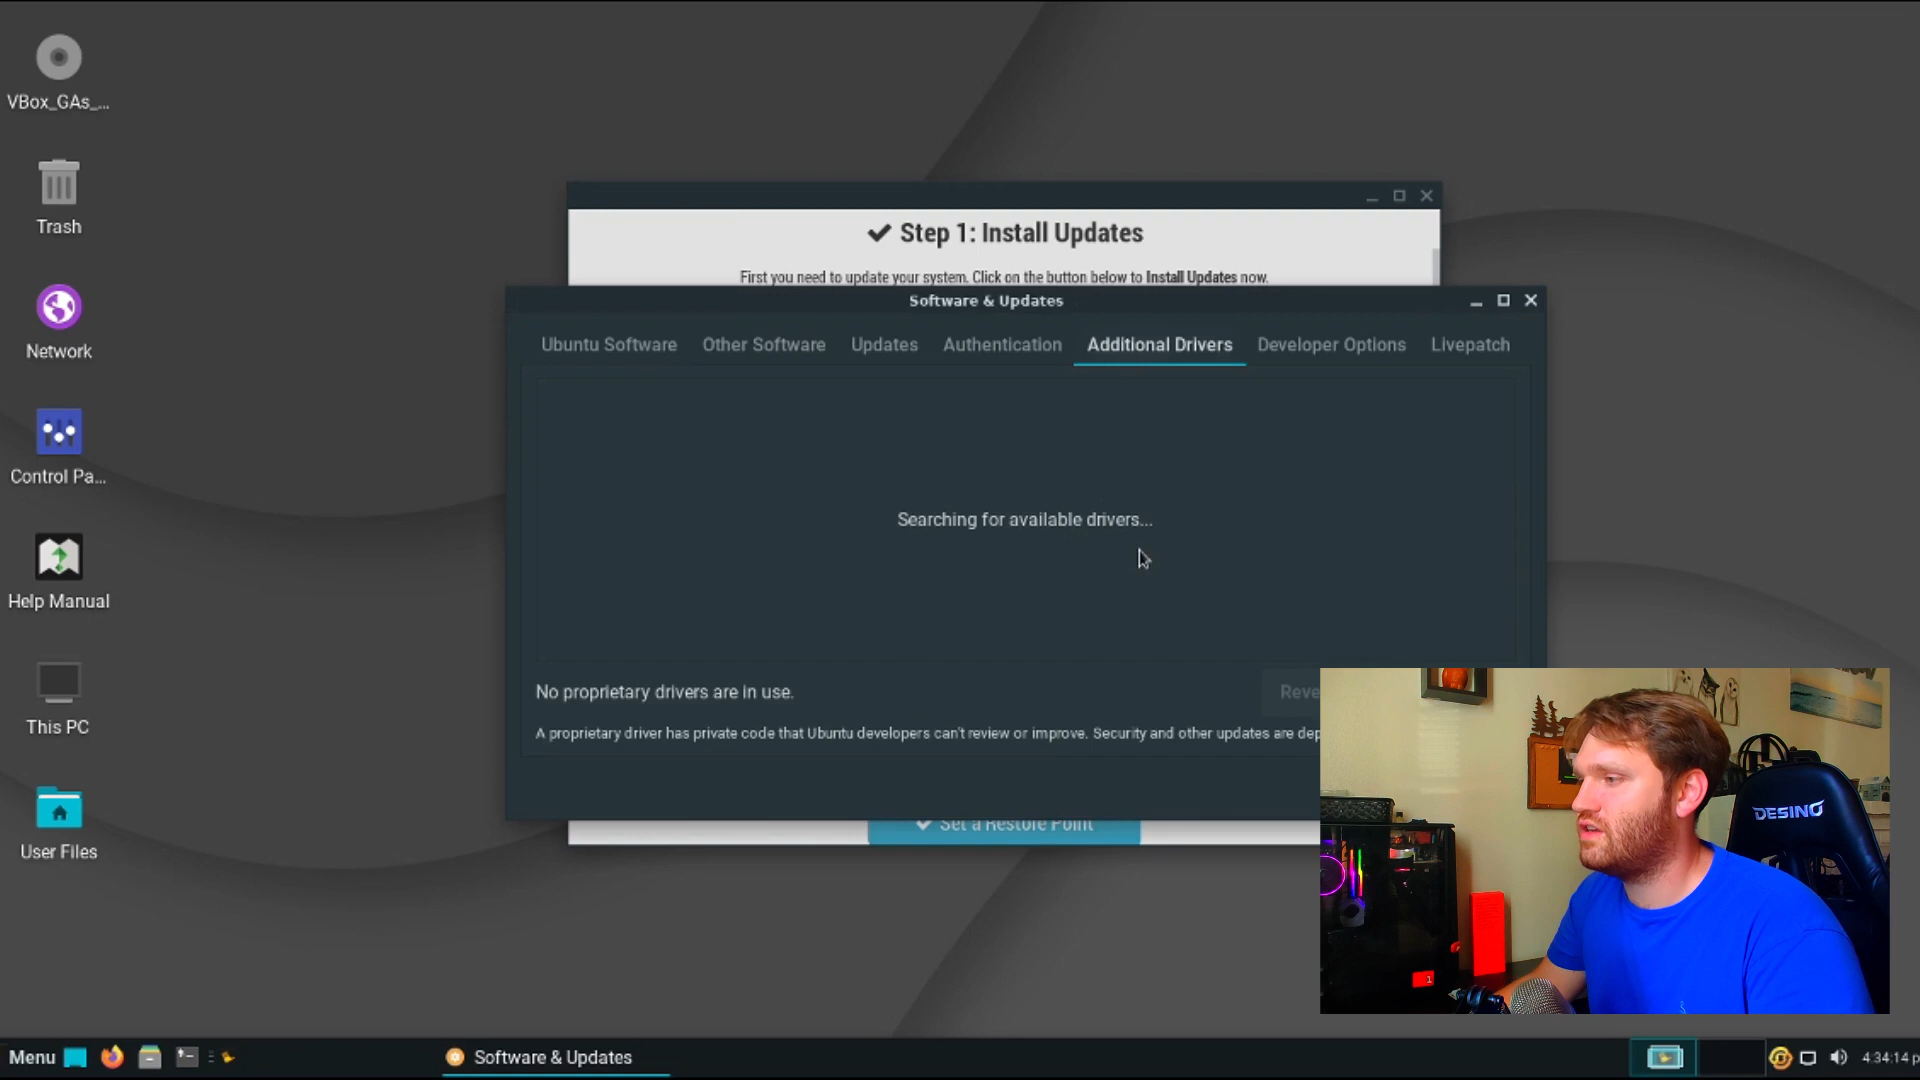 VBox_GAs_...
Trash
Network
Control Pa...
Help Manual
This PC
User Files
✓ Step 1: Install Updates
First you need to update your system. Click on the button below to Install Updates now.
Software & Updates
Ubuntu Software Other Software Updates Authentication Additional Drivers Developer Options Livepatch
Searching for available drivers...
No proprietary drivers are in use.
Reve
A proprietary driver has private code that Ubuntu developers can't review or improve. Security and other updates are dep
✓ Set a Restore Point
DESINO
1
Menu
Software & Updates
4:34:14 p